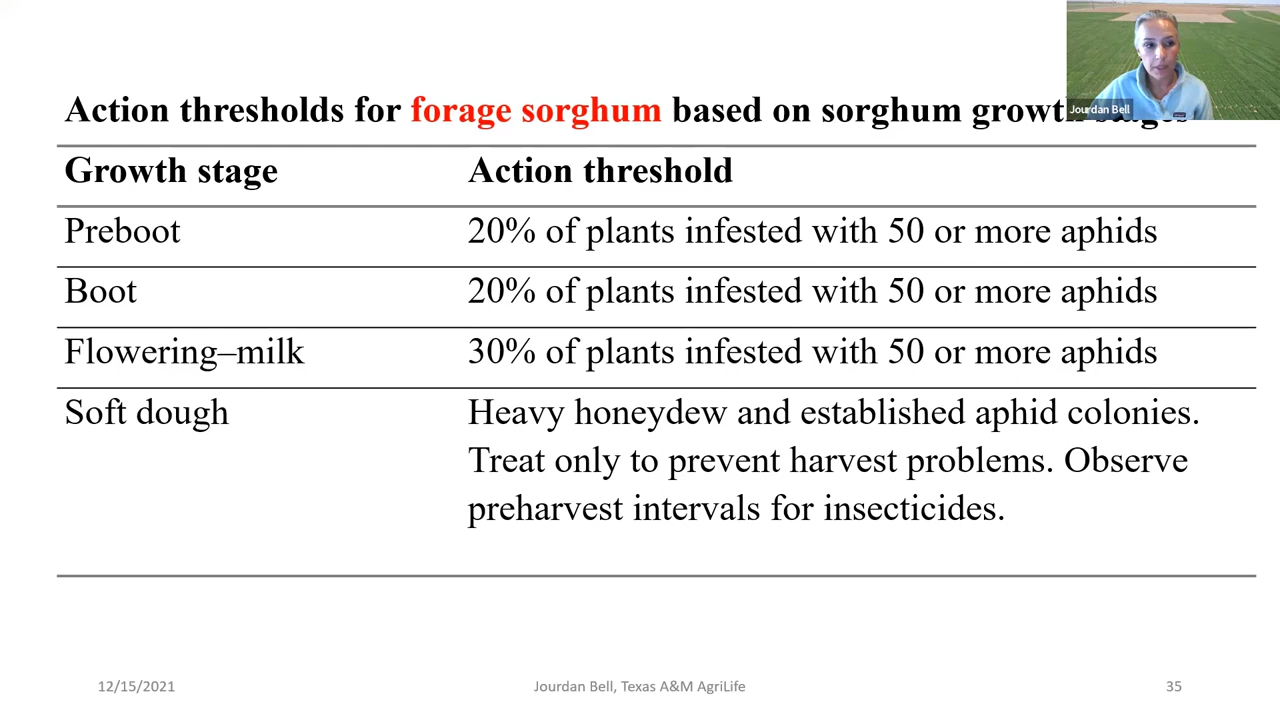 Jourdan Bell
Action thresholds for forage sorghum based on sorghum growth stages
Growth stage Action threshold
Preboot 20% of plants infested with 50 or more aphids
Boot 20% of plants infested with 50 or more aphids
Flowering–milk 30% of plants infested with 50 or more aphids
Soft dough Heavy honeydew and established aphid colonies.
Treat only to prevent harvest problems. Observe
preharvest intervals for insecticides.
12/15/2021 Jourdan Bell, Texas A&M AgriLife 35